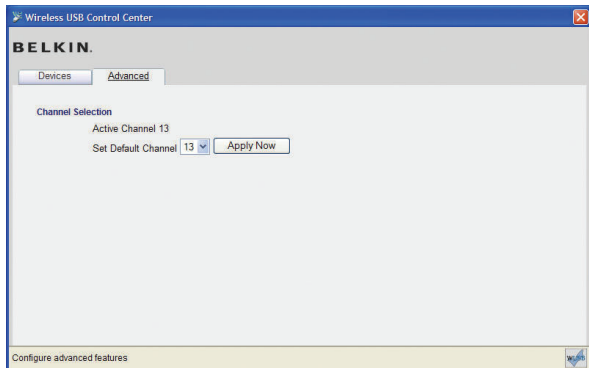 Wireless USB Control Center
BELKIN.
Devices Advanced
Channel Selection
Active Channel 13
Set Default Channel 13 Apply Now
Configure advanced features